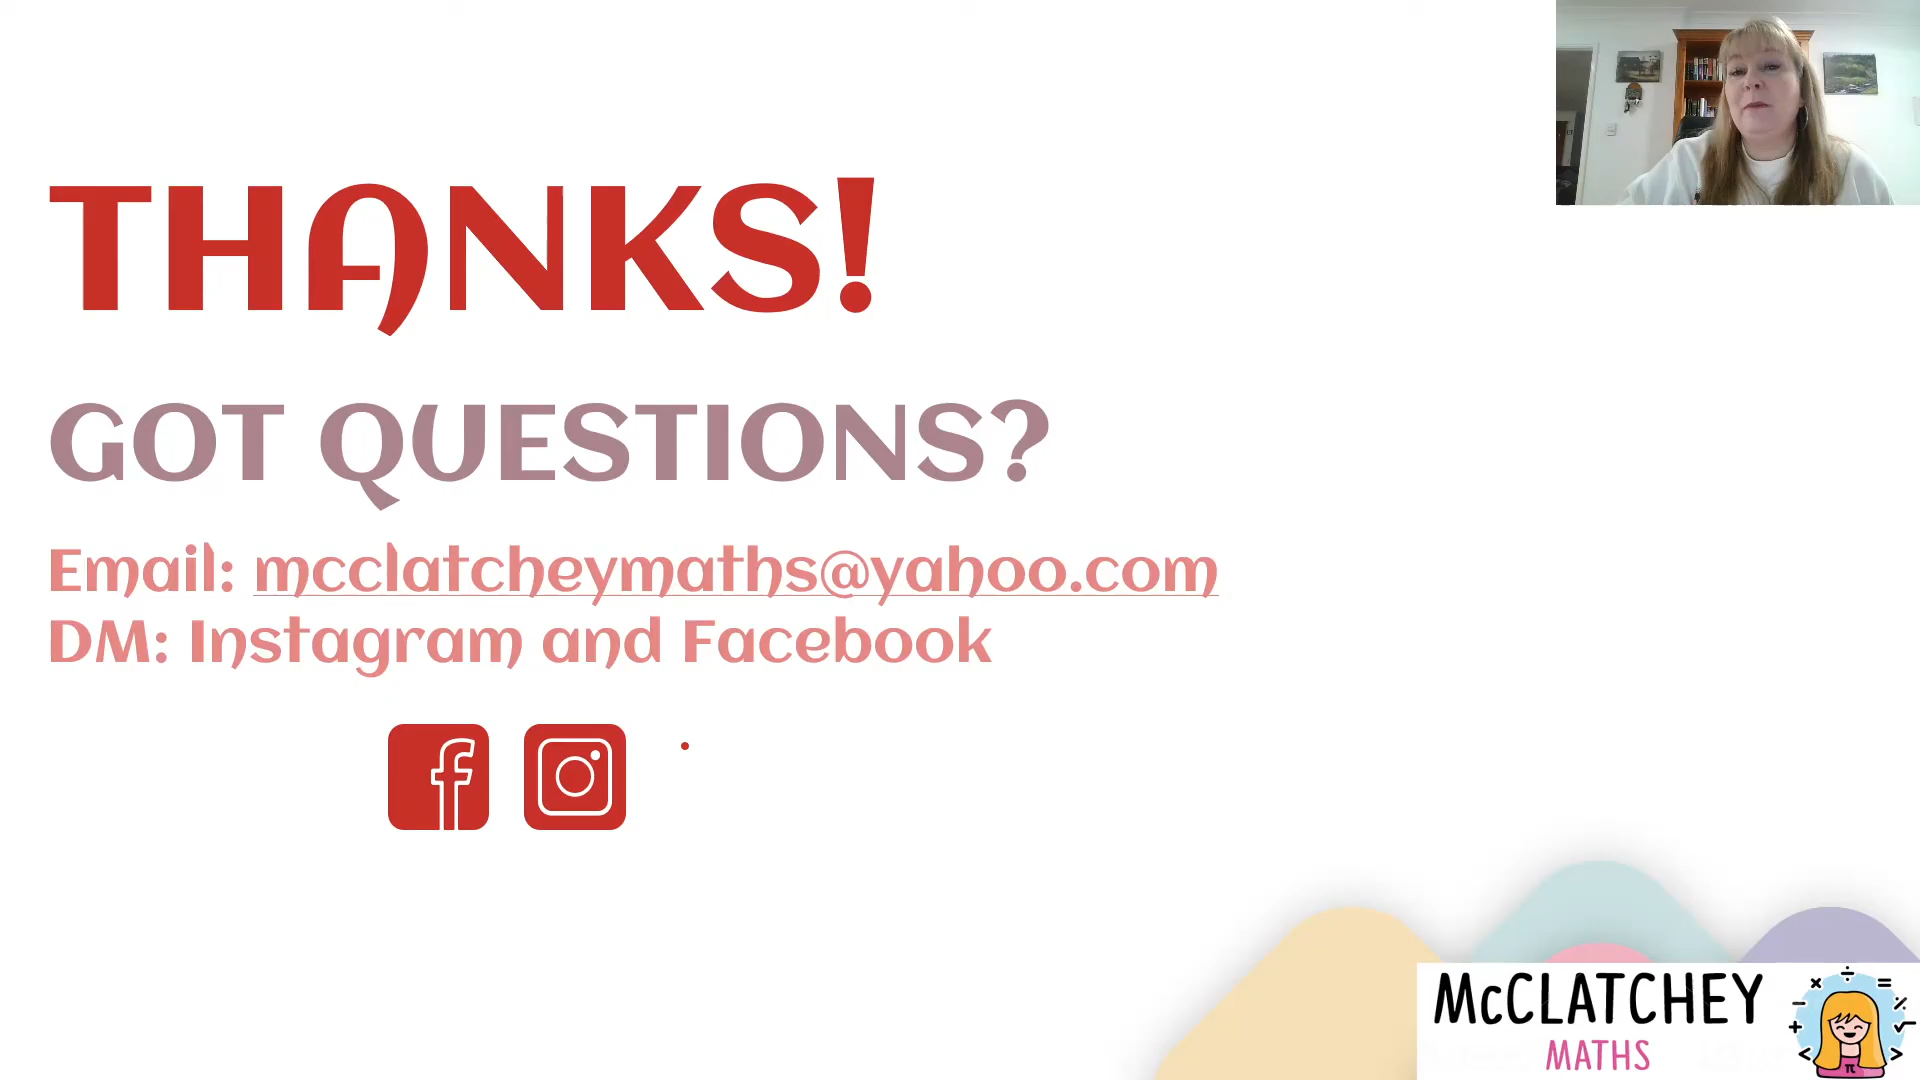 THANKS!
GOT QUESTIONS?
Email: mcclatcheymaths@yahoo.com
DM: Instagram and Facebook
McCLATCHEY
MATHS